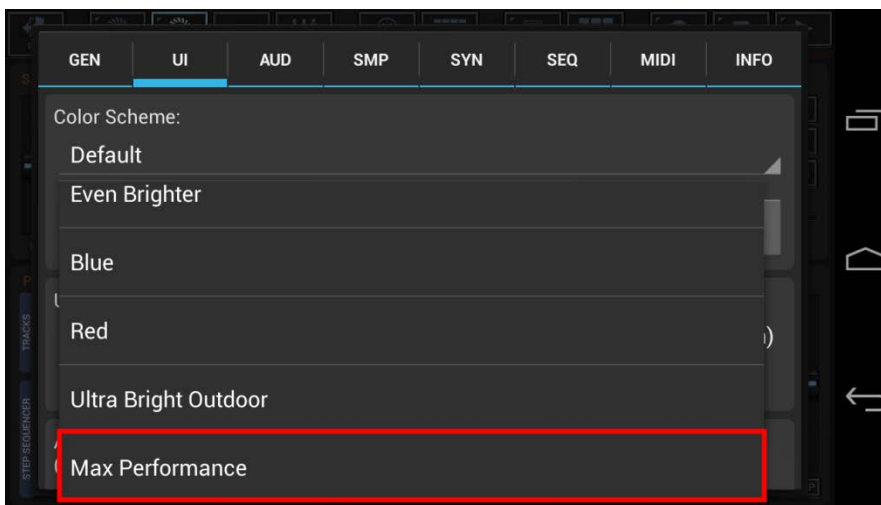 GEN UI AUD SMP SYN SEQ MIDI INFO
Color Scheme:
Default
Even Brighter
Blue
Red
Ultra Bright Outdoor
Max Performance
TRACKS
STEP SEQUENCER